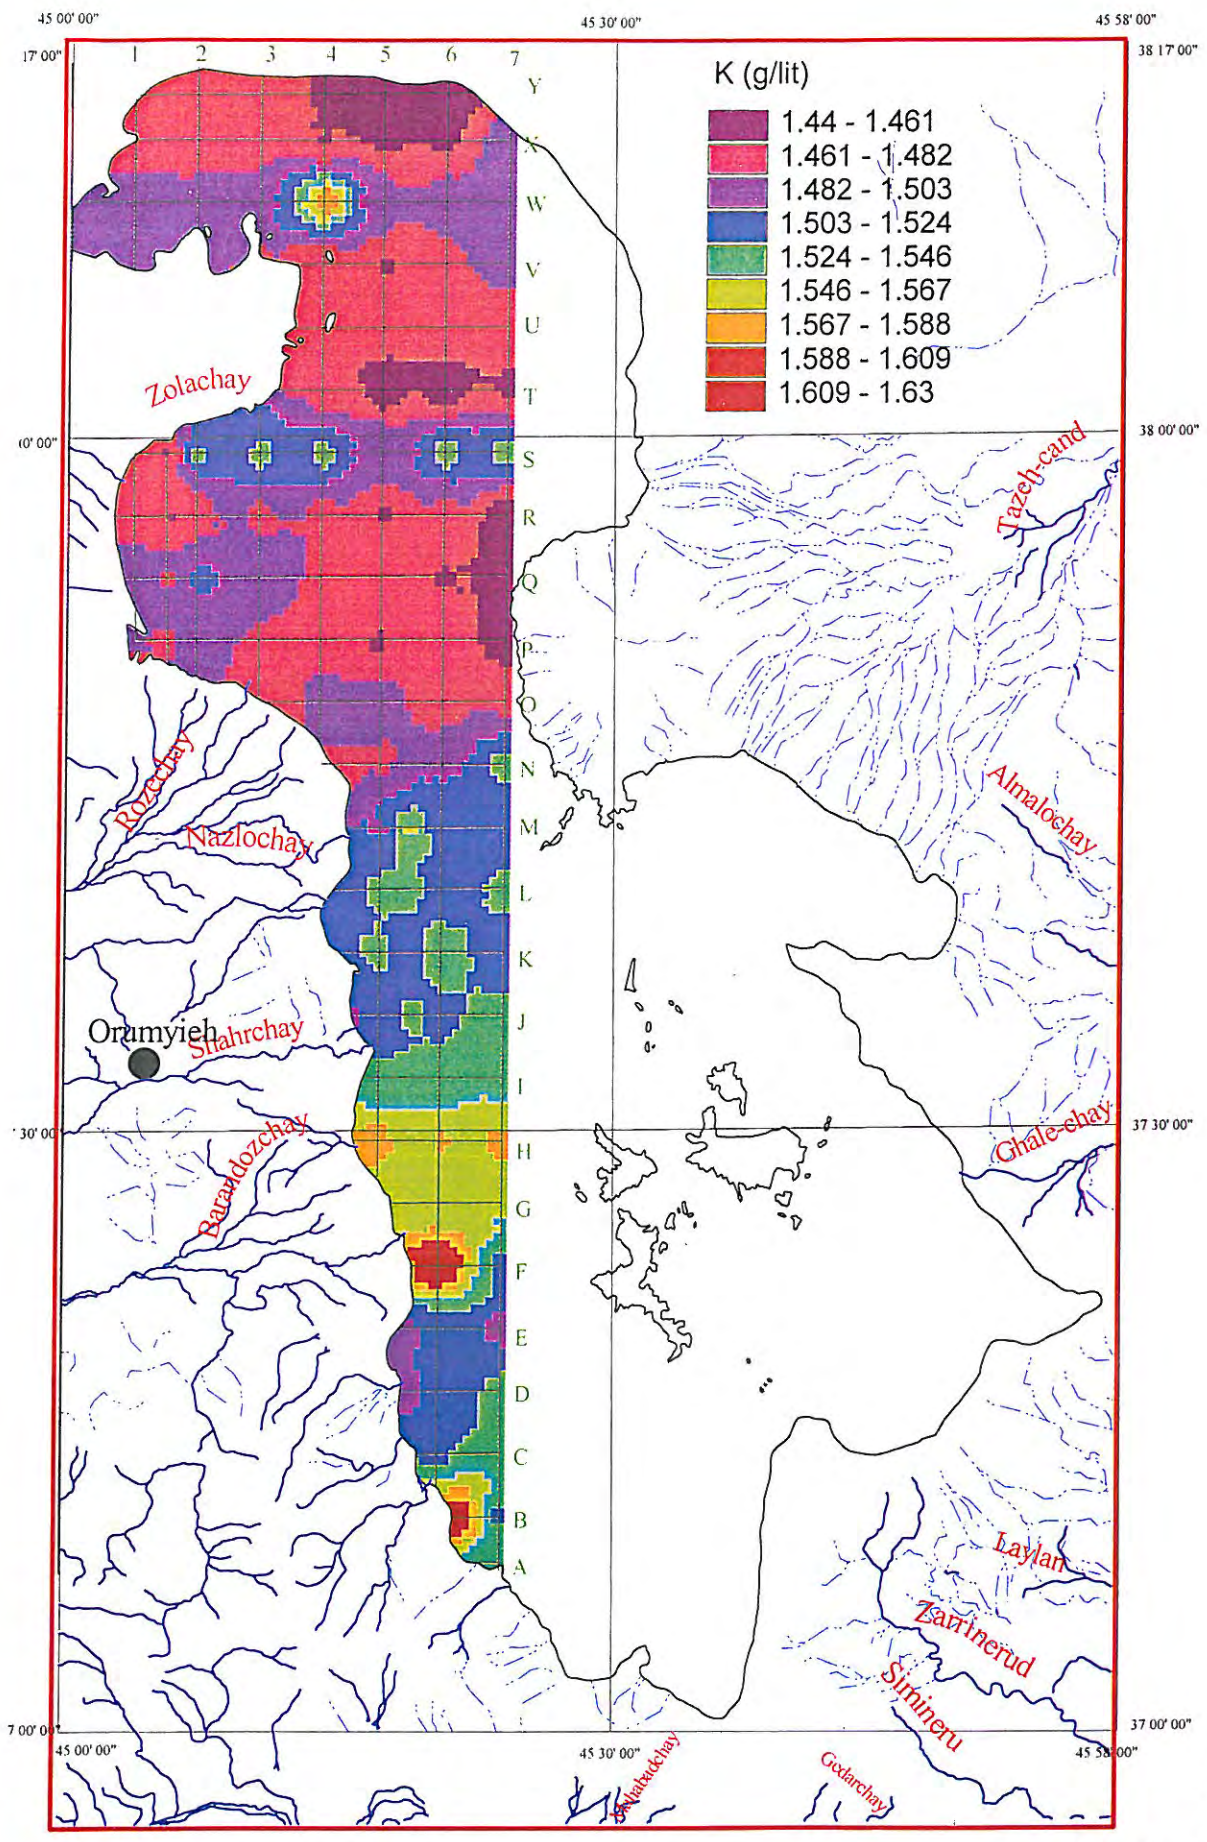 45 00' 00"
45 30' 00"
45 58' 00"
17' 00"
1 2 3 4 5 6 7
38 17' 00"
K (g/lit)
1.44 - 1.461
1.461 - 1.482
1.482 - 1.503
1.503 - 1.524
1.524 - 1.546
1.546 - 1.567
1.567 - 1.588
1.588 - 1.609
1.609 - 1.63
Y
X
W
V
U
T
Zolachay
0' 00"
38 00' 00"
S
Tazeh-cand
R
Q
P
O
N
Rozechay
Almalochay
M
Nazlochay
L
K
J
Orumyieh
Shahrchay
I
30' 00"
37 30' 00"
H
Ghale-chay
Barandozchay
G
F
E
D
C
B
A
Laylan
Zarrinerud
Simineru
7 00' 00"
37 00' 00"
45 00' 00"
45 30' 00"
45 58' 00"
Mahabadchay
Gedarchay